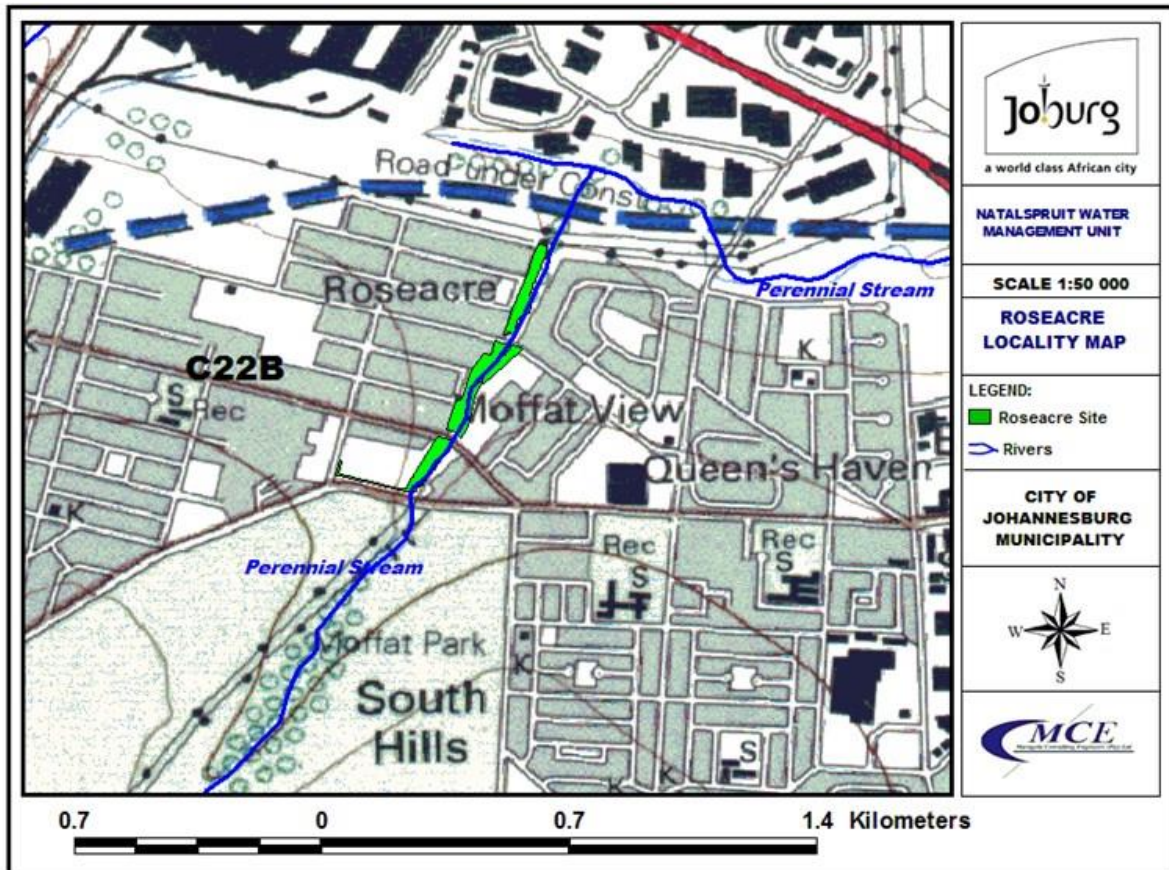 Road under Cons
Perennial Stream
Roseacre
K
C22B
S
Rec
Moffat View
Queen's Haven
K
K
Perennial Stream
Rec
S
Rec
S
Moffat Park
South
Hills
K
S
K
K
0.7 0 0.7 1.4 Kilometers
Joburg
a world class African city
NATALSPRUIT WATER
MANAGEMENT UNIT
SCALE 1:50 000
ROSEACRE
LOCALITY MAP
LEGEND:
Roseacre Site
Rivers
CITY OF
JOHANNESBURG
MUNICIPALITY
N
W E
S
MCE